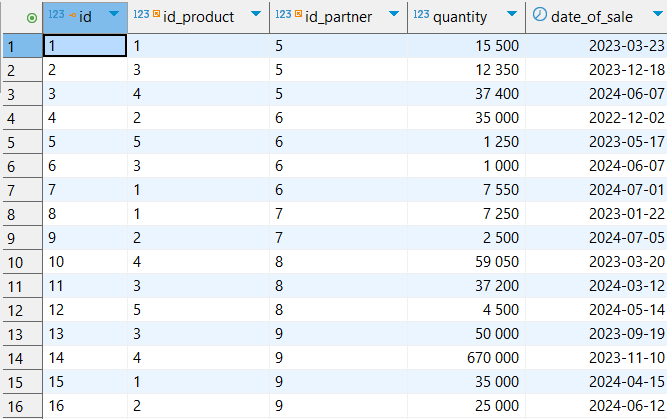 123 id 123 id_product 123 id_partner 123 quantity date_of_sale
1 1 1 5 15 500 2023-03-23
2 2 3 5 12 350 2023-12-18
3 3 4 5 37 400 2024-06-07
4 4 2 6 35 000 2022-12-02
5 5 5 6 1 250 2023-05-17
6 6 3 6 1 000 2024-06-07
7 7 1 6 7 550 2024-07-01
8 8 1 7 7 250 2023-01-22
9 9 2 7 2 500 2024-07-05
10 10 4 8 59 050 2023-03-20
11 11 3 8 37 200 2024-03-12
12 12 5 8 4 500 2024-05-14
13 13 3 9 50 000 2023-09-19
14 14 4 9 670 000 2023-11-10
15 15 1 9 35 000 2024-04-15
16 16 2 9 25 000 2024-06-12